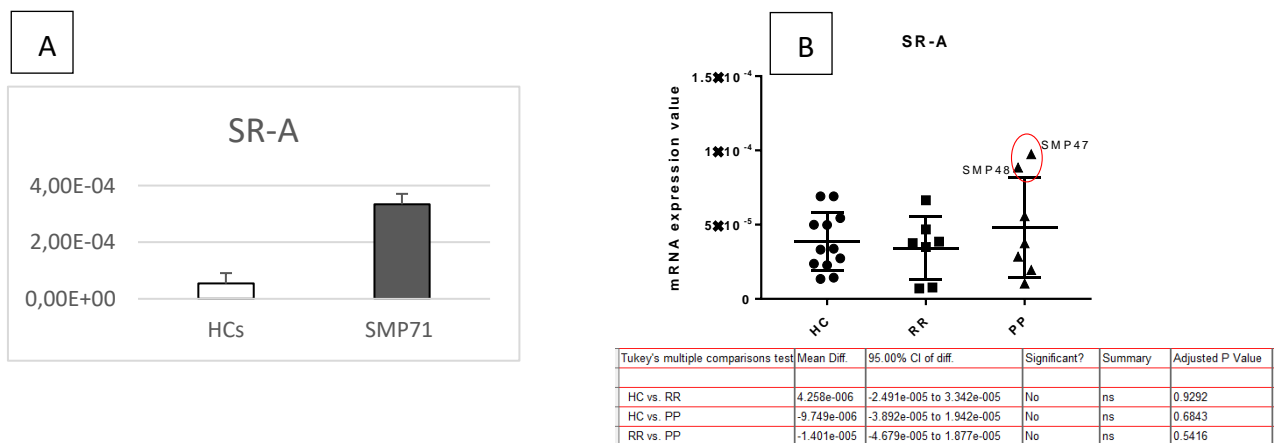 A
SR-A
4,00E-04
2,00E-04
0,00E+00
HCs
SMP71
B
SR-A
mRNA expression value
1.5✖10 -4
1✖10 -4
5✖10 -5
0
SMP47
SMP48
HC
RR
PP
Tukey's multiple comparisons test Mean Diff. 95.00% CI of diff. Significant? Summary Adjusted P Value
HC vs. RR 4.258e-006 -2.491e-005 to 3.342e-005 No ns 0.9292
HC vs. PP -9.749e-006 -3.892e-005 to 1.942e-005 No ns 0.6843
RR vs. PP -1.401e-005 -4.679e-005 to 1.877e-005 No ns 0.5416